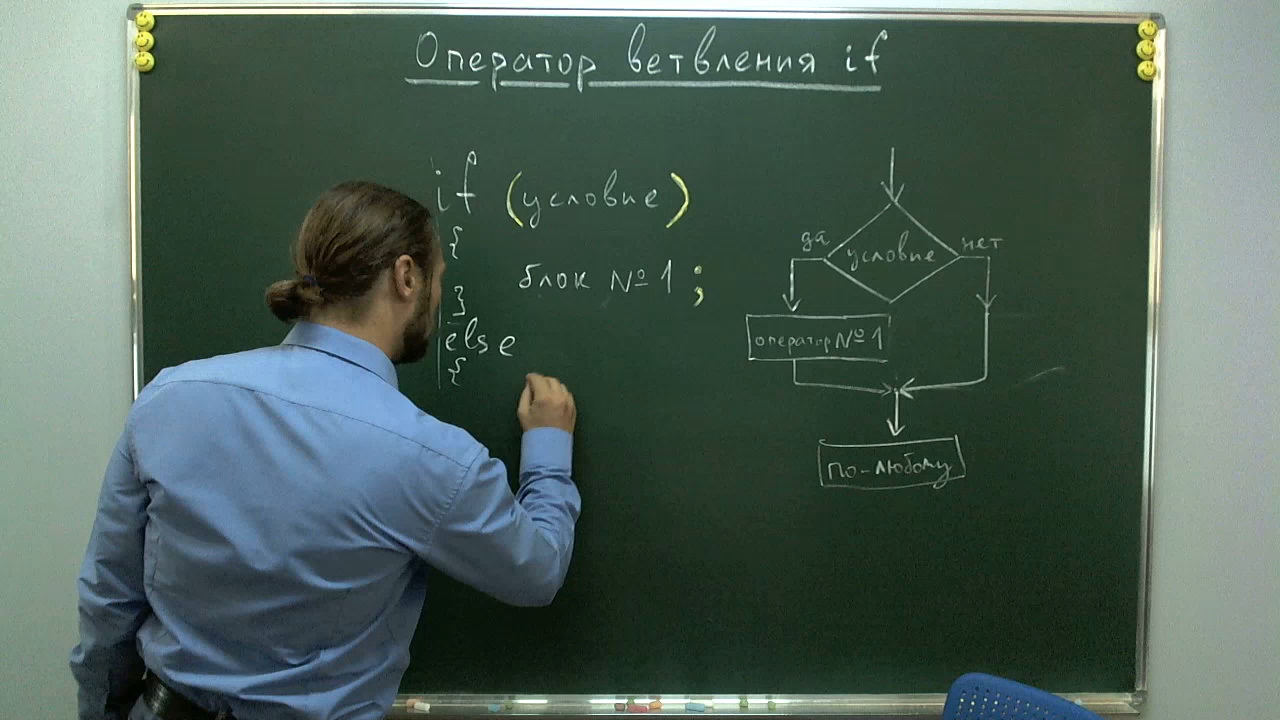 Оператор ветвления if
if (условие)
{
блок № 1 ;
}
else
{
да
условие
нет
оператор № 1
по-любому